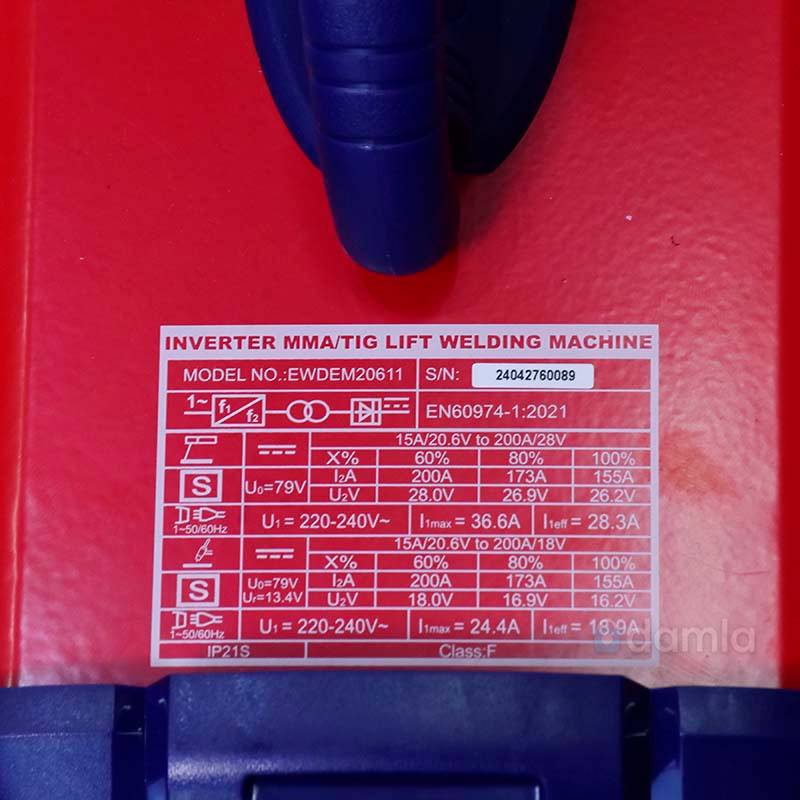 INVERTER MMA/TIG LIFT WELDING MACHINE
MODEL NO.:EWDEM20611 S/N: 24042760089
1~ f1 f2 EN60974-1:2021
15A/20.6V to 200A/28V
X% 60% 80% 100%
S U0=79V I2A 200A 173A 155A
U2V 28.0V 26.9V 26.2V
1~50/60Hz U1 = 220-240V~ I1max = 36.6A I1eff = 28.3A
15A/20.6V to 200A/18V
X% 60% 80% 100%
S U0=79V I2A 200A 173A 155A
Ur=13.4V U2V 18.0V 16.9V 16.2V
1~50/60Hz U1 = 220-240V~ I1max = 24.4A I1eff = 18.9A
damla
IP21S Class:F